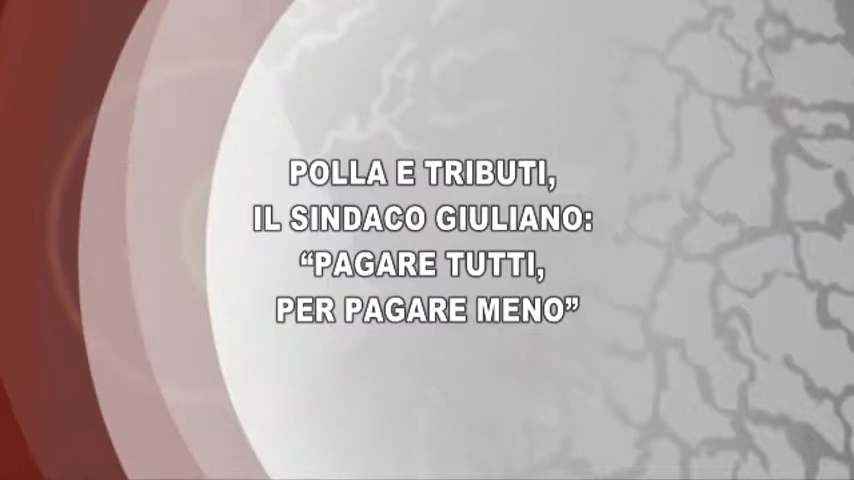 POLLA E TRIBUTI,
IL SINDACO GIULIANO:
“PAGARE TUTTI,
PER PAGARE MENO”